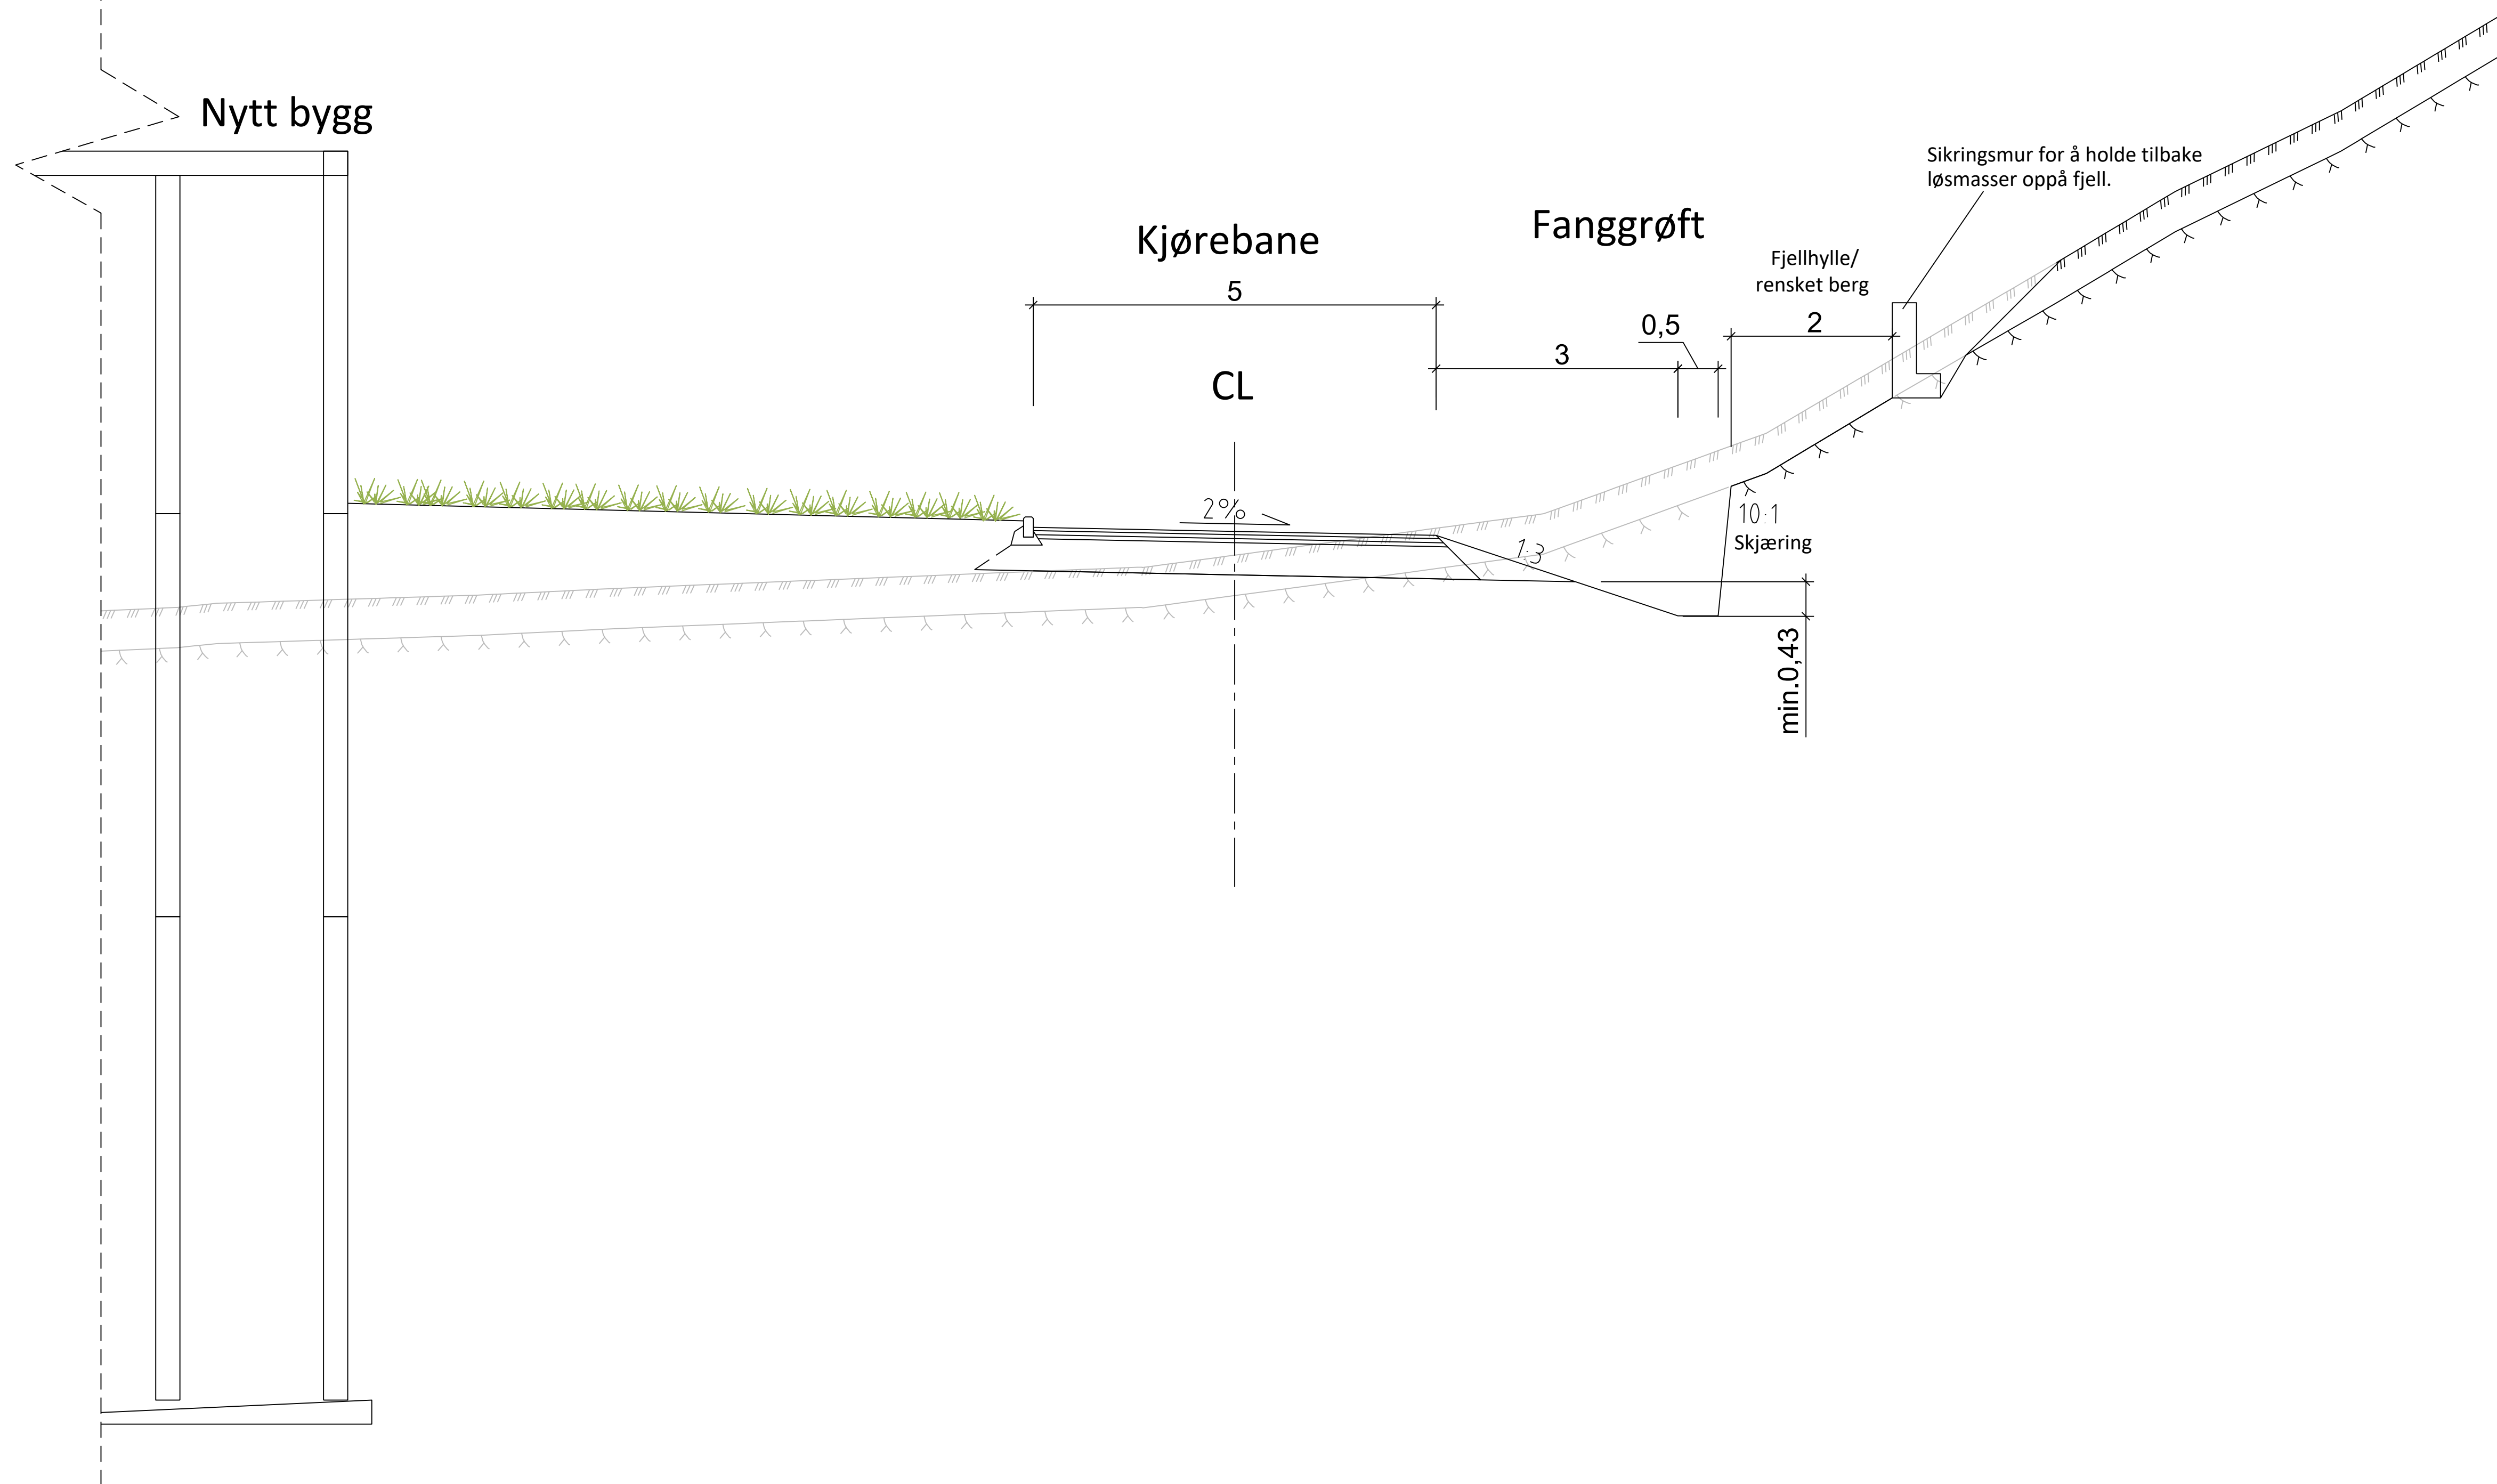 Nytt bygg
Sikringsmur for å holde tilbake
løsmasser oppå fjell.
Kjørebane
Fanggrøft
Fjellhylle/
rensket berg
5
0,5
2
3
CL
2%
1:3
10:1
Skjæring
min.0,43